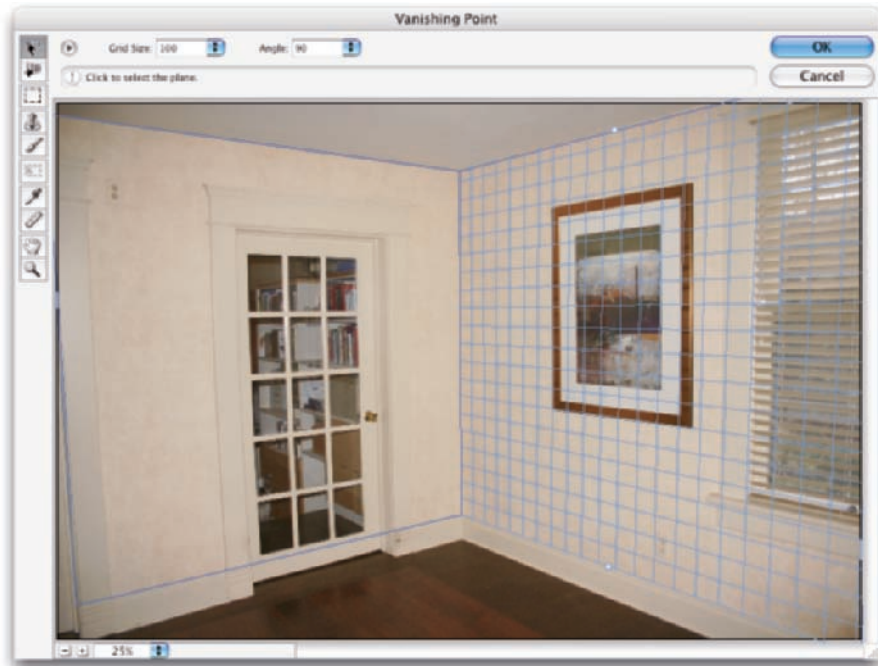 Vanishing Point
Grid Size: 100 Angle: 90
OK
Click to select the plane.
Cancel
25%